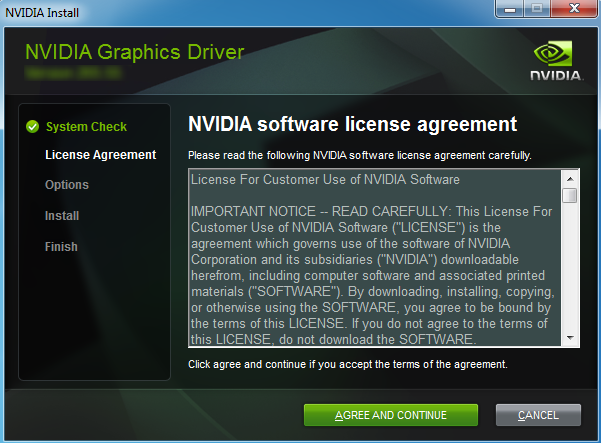 NVIDIA Install
NVIDIA Graphics Driver
nVIDIA.
System Check
License Agreement
Options
Install
Finish
NVIDIA software license agreement
Please read the following NVIDIA software license agreement carefully.
License For Customer Use of NVIDIA Software
IMPORTANT NOTICE -- READ CAREFULLY: This License For
Customer Use of NVIDIA Software ("LICENSE") is the
agreement which governs use of the software of NVIDIA
Corporation and its subsidiaries ("NVIDIA") downloadable
herefrom, including computer software and associated printed
materials ("SOFTWARE"). By downloading, installing, copying,
or otherwise using the SOFTWARE, you agree to be bound by
the terms of this LICENSE. If you do not agree to the terms of
this LICENSE, do not download the SOFTWARE.
Click agree and continue if you accept the terms of the agreement.
AGREE AND CONTINUE
CANCEL